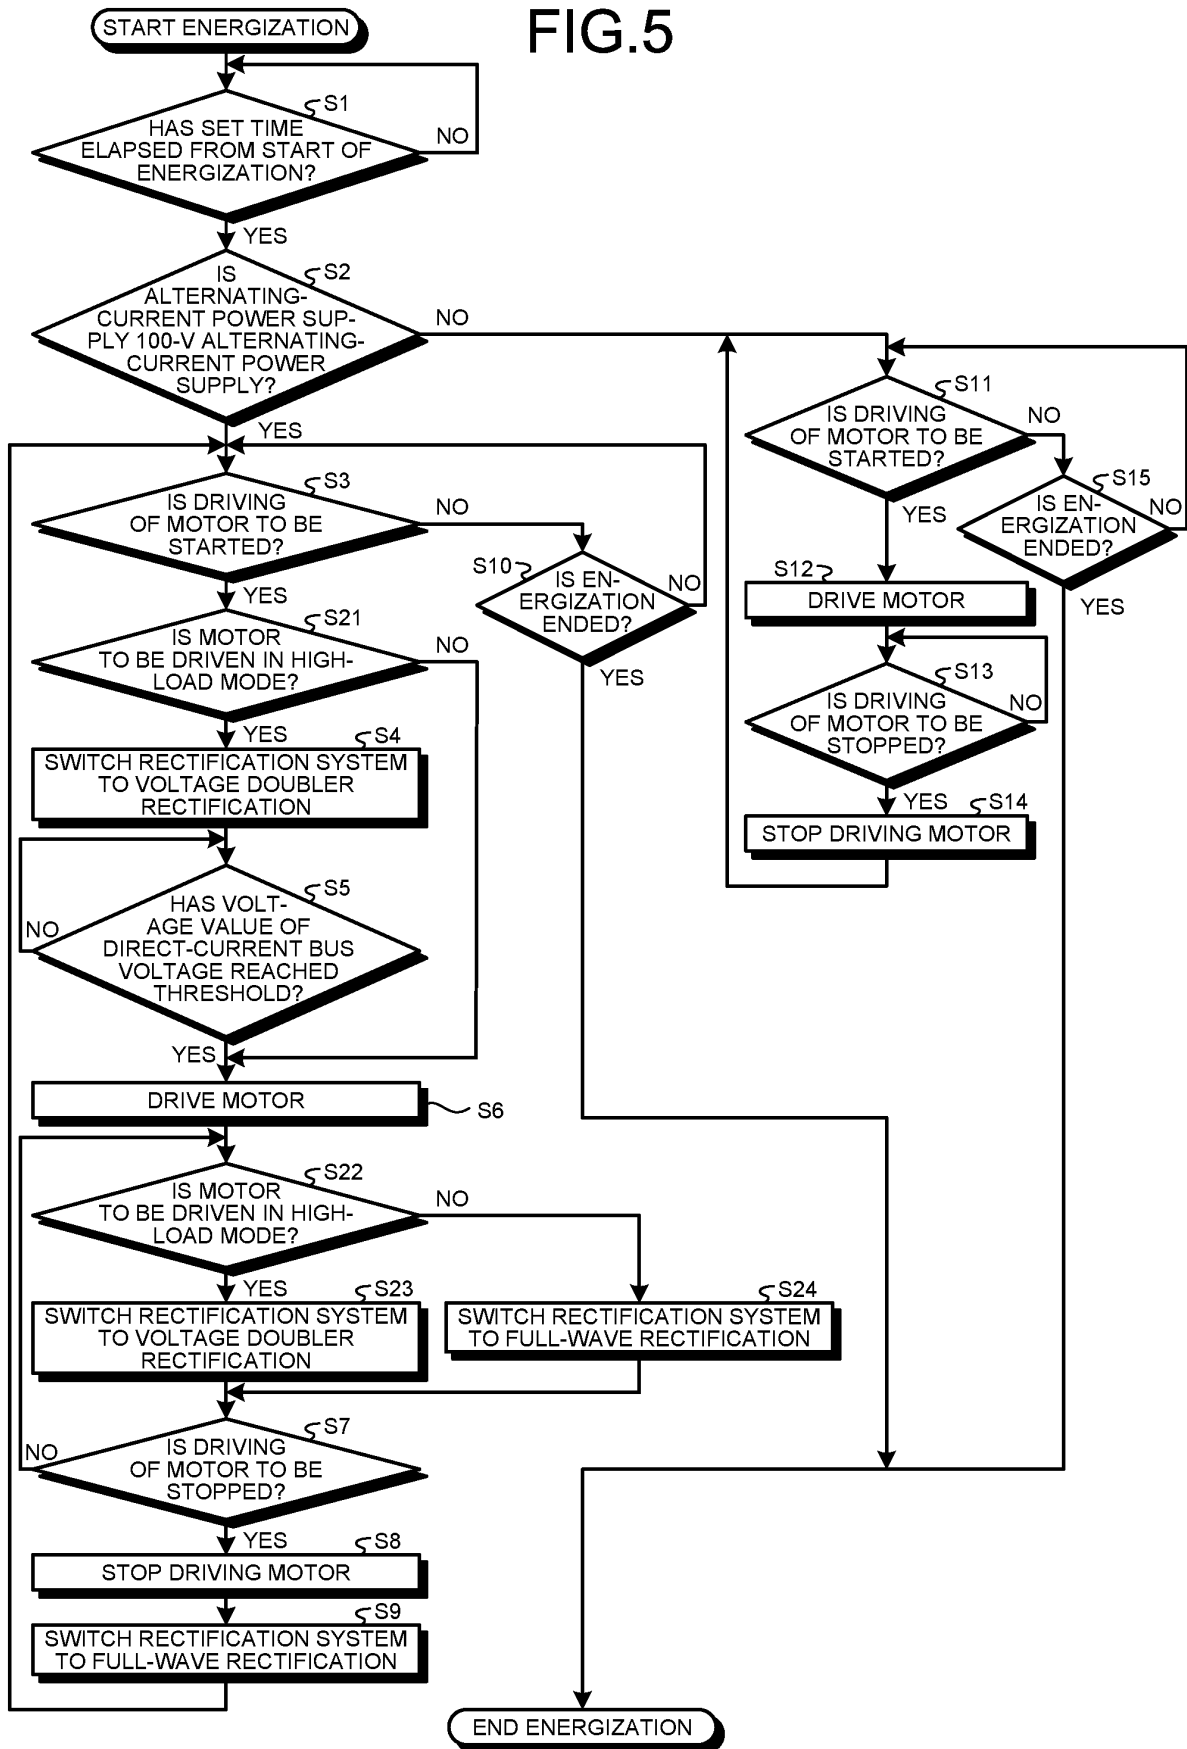 FIG.5
START ENERGIZATION
S1
HAS SET TIME
ELAPSED FROM START OF
ENERGIZATION?
NO
YES
S2
IS
ALTERNATING-
CURRENT POWER SUP-
PLY 100-V ALTERNATING-
CURRENT POWER
SUPPLY?
NO
YES
S3
IS DRIVING
OF MOTOR TO BE
STARTED?
NO
YES
S10
IS EN-
ERGIZATION
ENDED?
NO
YES
S21
IS MOTOR
TO BE DRIVEN IN HIGH-
LOAD MODE?
NO
YES
S4
SWITCH RECTIFICATION SYSTEM
TO VOLTAGE DOUBLER
RECTIFICATION
S5
HAS VOLT-
AGE VALUE OF
DIRECT-CURRENT BUS
VOLTAGE REACHED
THRESHOLD?
NO
YES
DRIVE MOTOR
S6
S22
IS MOTOR
TO BE DRIVEN IN HIGH-
LOAD MODE?
NO
YES
S23
SWITCH RECTIFICATION SYSTEM
TO VOLTAGE DOUBLER
RECTIFICATION
S24
SWITCH RECTIFICATION SYSTEM
TO FULL-WAVE RECTIFICATION
S7
IS DRIVING
OF MOTOR TO BE
STOPPED?
NO
YES
S8
STOP DRIVING MOTOR
S9
SWITCH RECTIFICATION SYSTEM
TO FULL-WAVE RECTIFICATION
S11
IS DRIVING
OF MOTOR TO BE
STARTED?
NO
YES
S15
IS EN-
ERGIZATION
ENDED?
NO
YES
S12
DRIVE MOTOR
S13
IS DRIVING
OF MOTOR TO BE
STOPPED?
NO
YES
S14
STOP DRIVING MOTOR
END ENERGIZATION